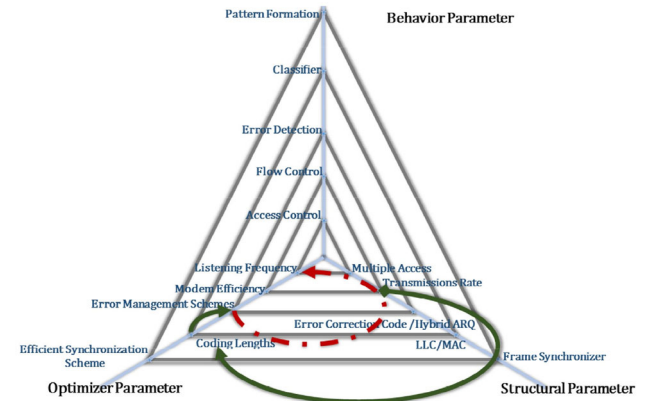 Pattern Formation
Behavior Parameter
Classifier
Error Detection
Flow Control
Access Control
Listening Frequency
Multiple Access
Modem Efficiency
Transmissions Rate
Error Management Schemes
Error Correction Code /Hybrid ARQ
Coding Lengths
LLC/MAC
Efficient Synchronization
Scheme
Frame Synchronizer
Optimizer Parameter
Structural Parameter